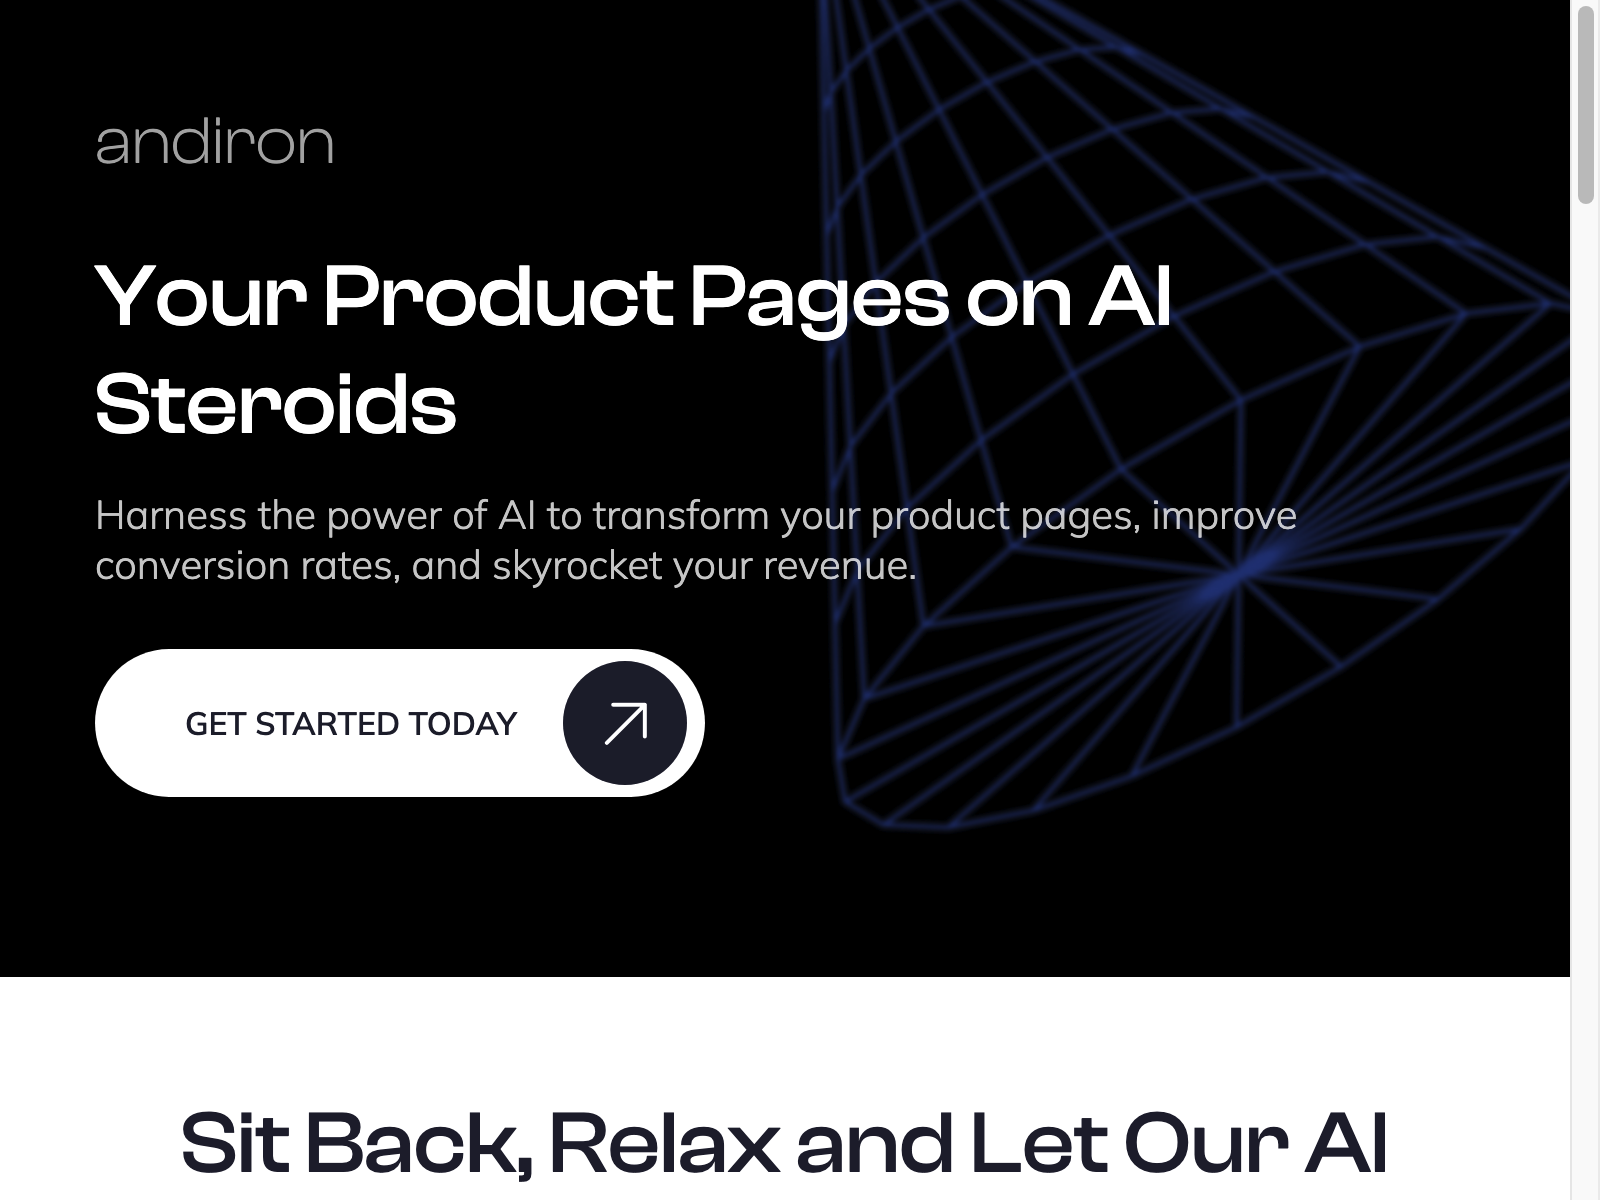 andiron
Your Product Pages on AI
Steroids
Harness the power of AI to transform your product pages, improve
conversion rates, and skyrocket your revenue.
GET STARTED TODAY
Sit Back, Relax and Let Our AI